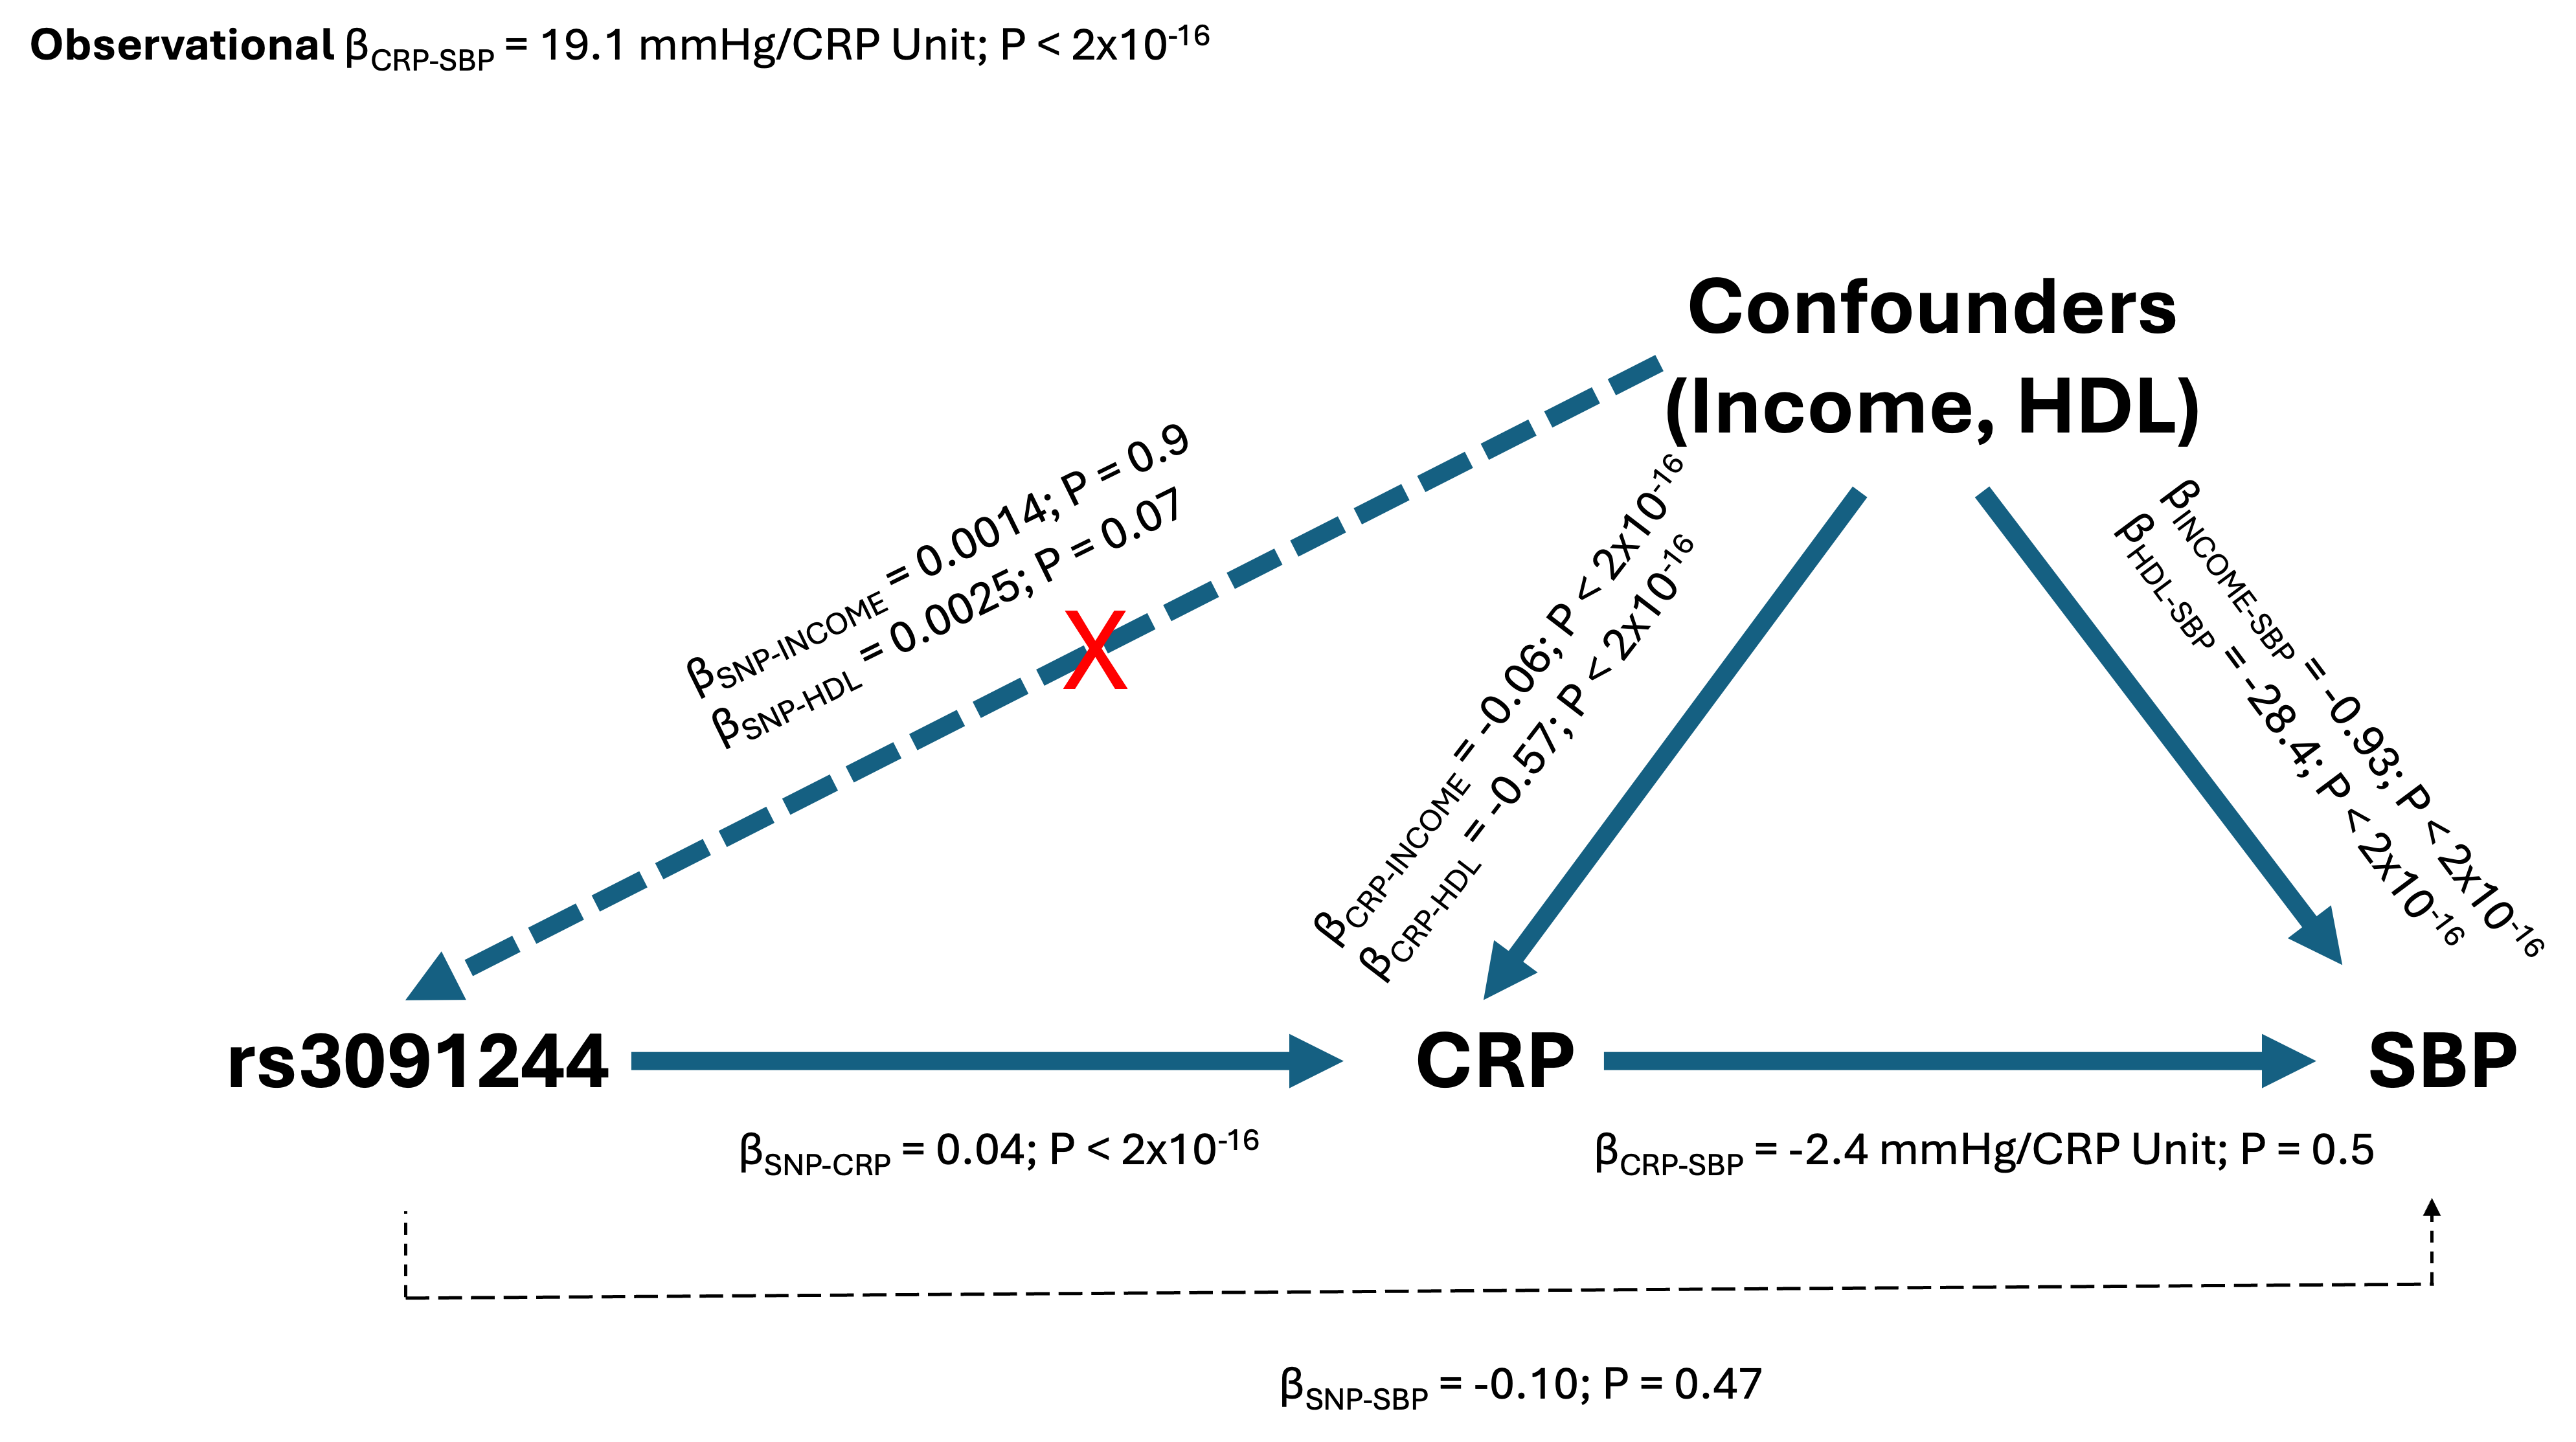 Observational βCRP-SBP = 19.1 mmHg/CRP Unit; P < 2x10-16
Confounders
(Income, HDL)
βSNP-INCOME = 0.0014; P = 0.9
βSNP-HDL = 0.0025; P = 0.07
X
βCRP-INCOME = -0.06; P < 2x10-16
βCRP-HDL = -0.57; P < 2x10-16
βINCOME-SBP = -0.93; P < 2x10-16
βHDL-SBP = -28.4; P < 2x10-16
rs3091244
CRP
SBP
βSNP-CRP = 0.04; P < 2x10-16
βCRP-SBP = -2.4 mmHg/CRP Unit; P = 0.5
βSNP-SBP = -0.10; P = 0.47